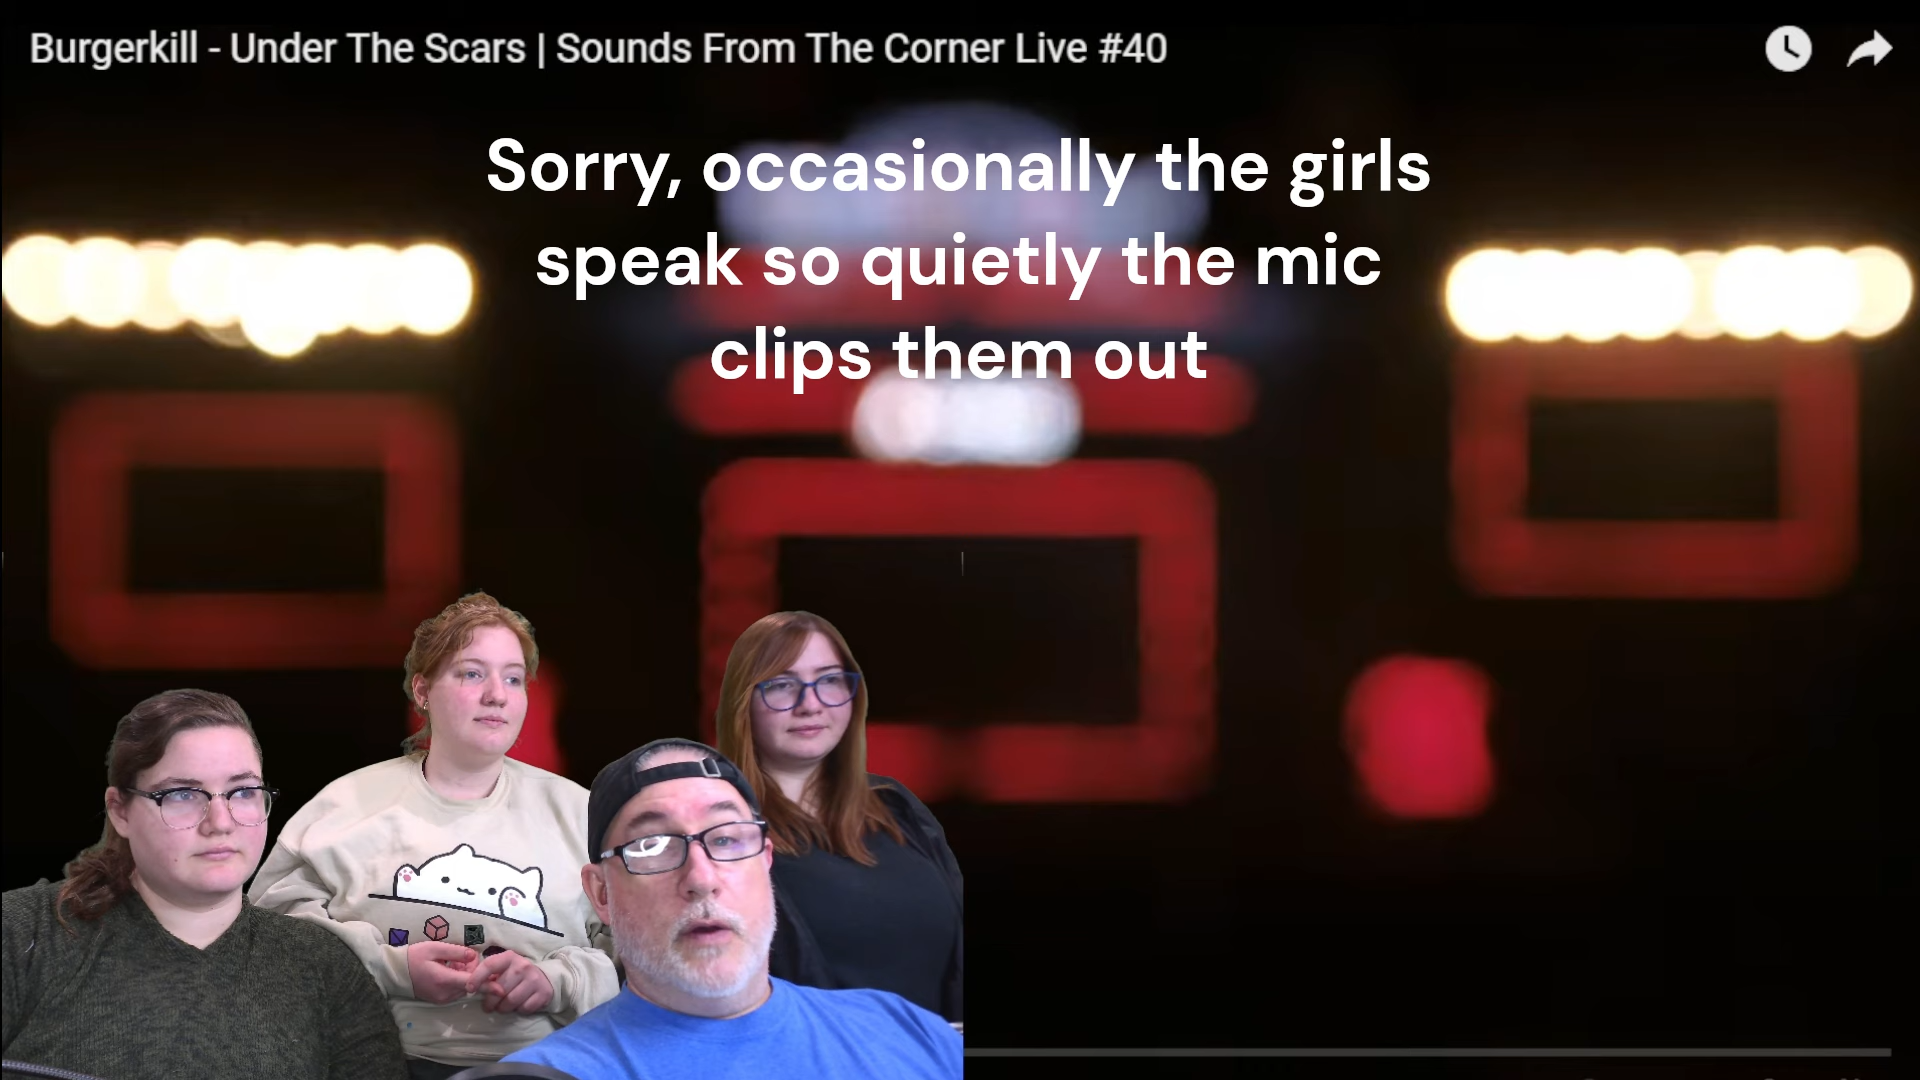 Burgerkill - Under The Scars | Sounds From The Corner Live #40
Sorry, occasionally the girls
speak so quietly the mic
clips them out